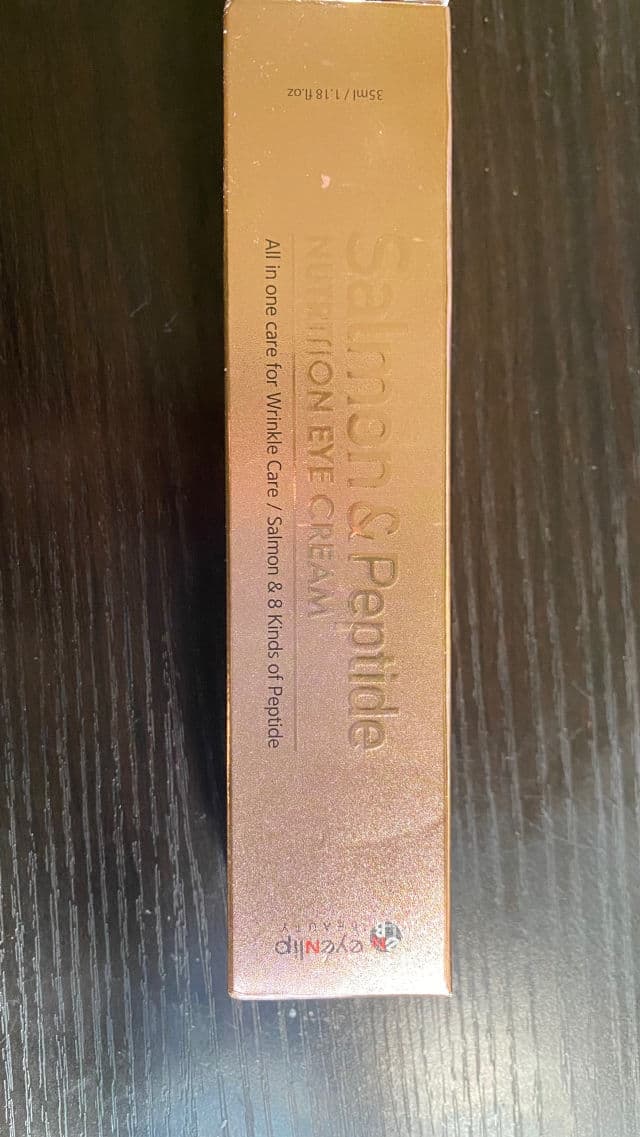 Salmon & Peptide
NUTRITION EYE CREAM
All in one care for Wrinkle Care / Salmon & 8 Kinds of Peptide
35ml / 1.18 fl.oz
eyeNlip
BEAUTY